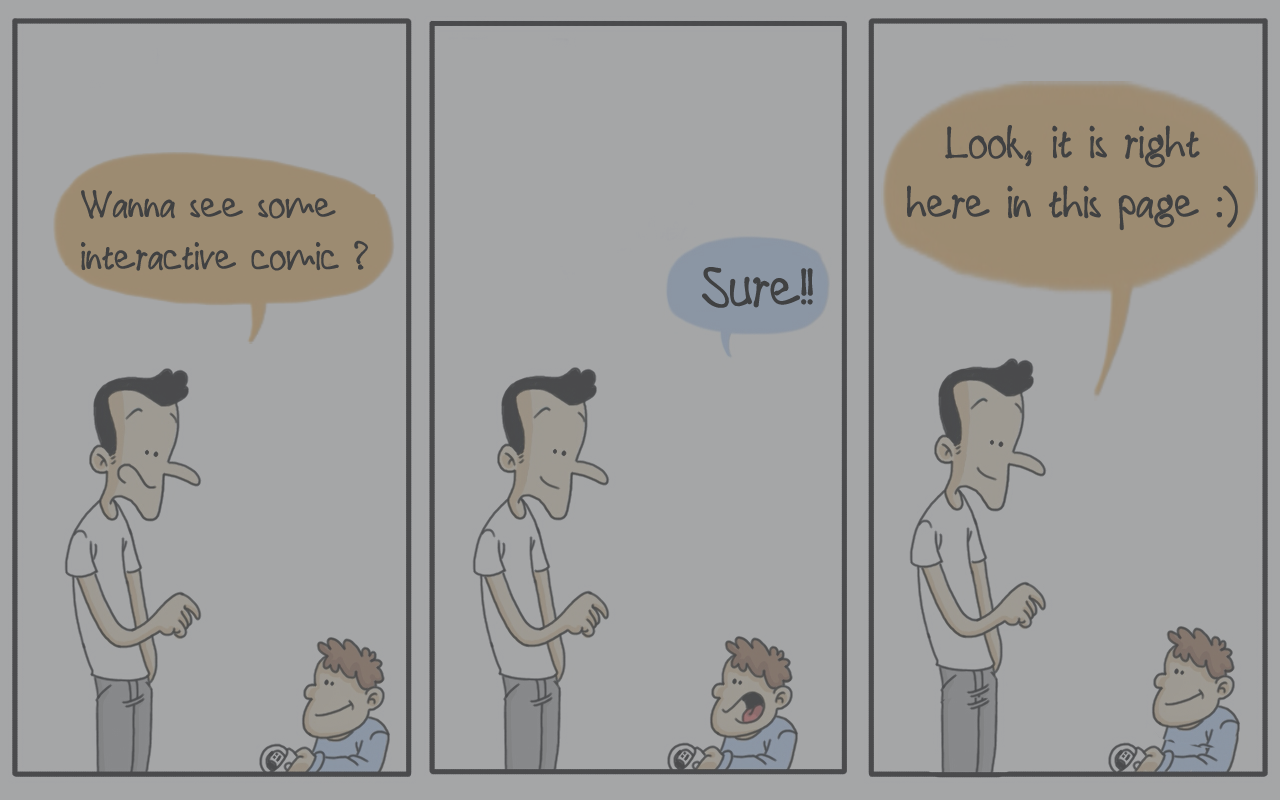 Wanna see some
interactive comic ?
Sure!!
Look, it is right
here in this page :)